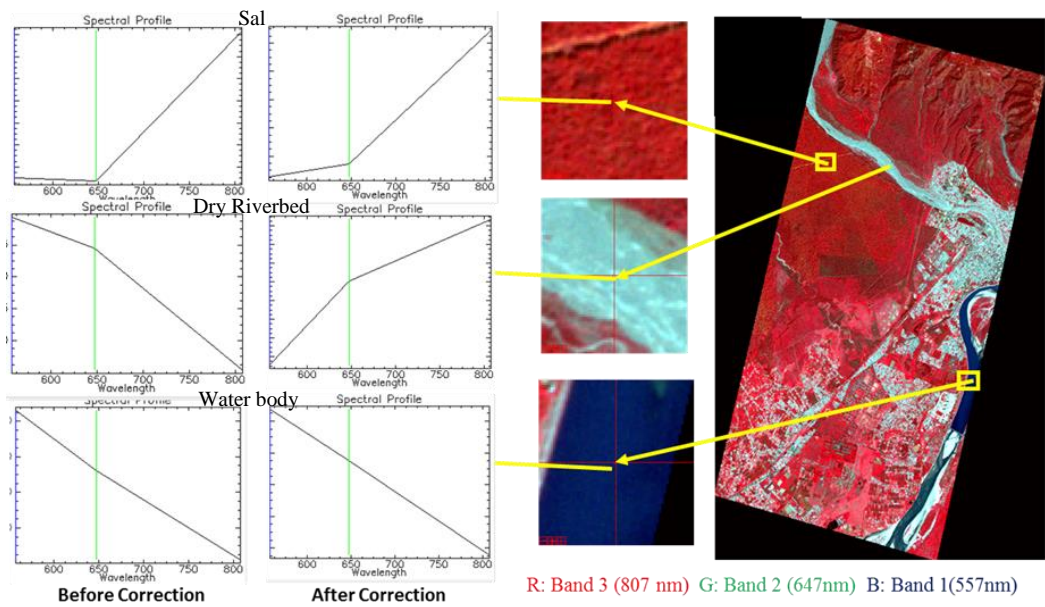 Sal
Spectral Profile
600 650 700 750 800
Wavelength
Spectral Profile
600 650 700 750 800
Wavelength
Dry Riverbed
Spectral Profile
600 650 700 750 800
Wavelength
Spectral Profile
600 650 700 750 800
Wavelength
Water body
Spectral Profile
600 650 700 750 800
Wavelength
600 650 700 750 800
Wavelength
Before Correction
After Correction
R: Band 3 (807 nm) G: Band 2 (647nm) B: Band 1(557nm)